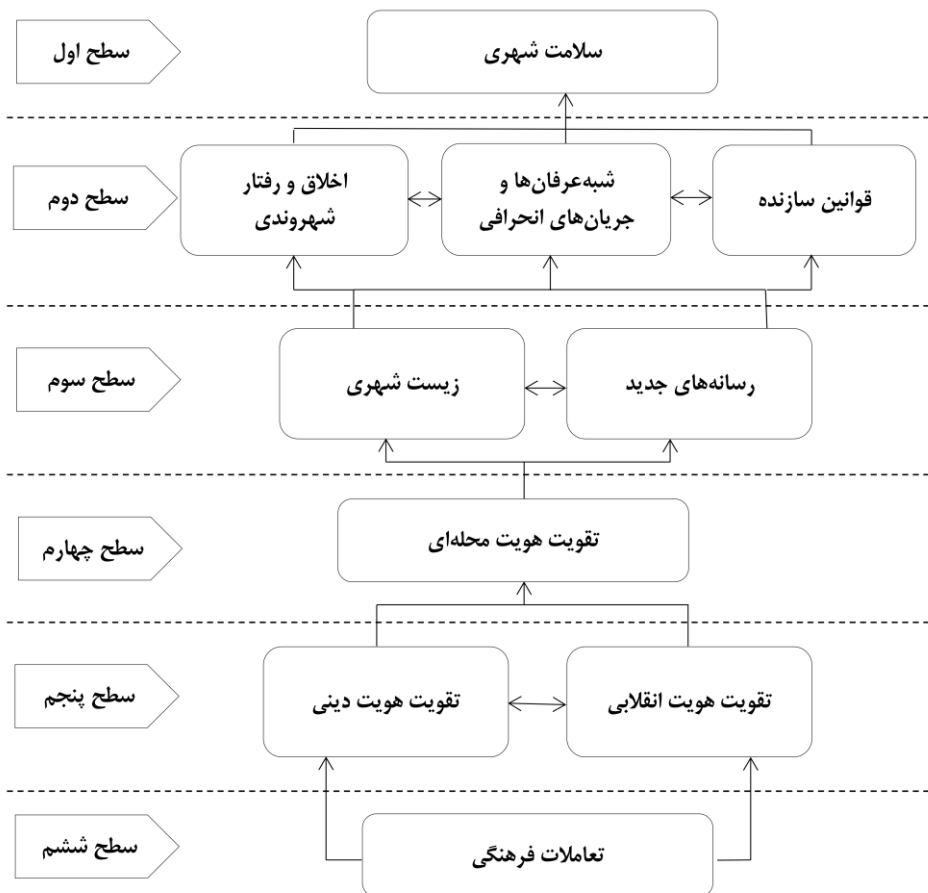 سطح اول
سلامت شهری
سطح دوم
قوانین سازنده
شبه‌عرفان‌ها و
جریان‌های انحرافی
اخلاق و رفتار
شهروندی
سطح سوم
رسانه‌های جدید
زیست شهری
سطح چهارم
تقویت هویت محله‌ای
سطح پنجم
تقویت هویت انقلابی
تقویت هویت دینی
سطح ششم
تعاملات فرهنگی